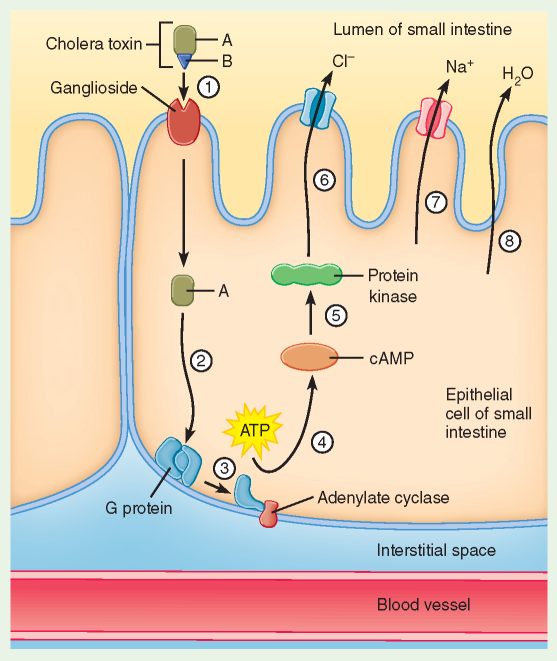 Lumen of small intestine
Cholera toxin
A
B
Ganglioside
1
Cl⁻
Na⁺
H₂O
6
7
8
A
Protein
kinase
5
2
cAMP
Epithelial
cell of small
intestine
ATP
4
3
G protein
Adenylate cyclase
Interstitial space
Blood vessel